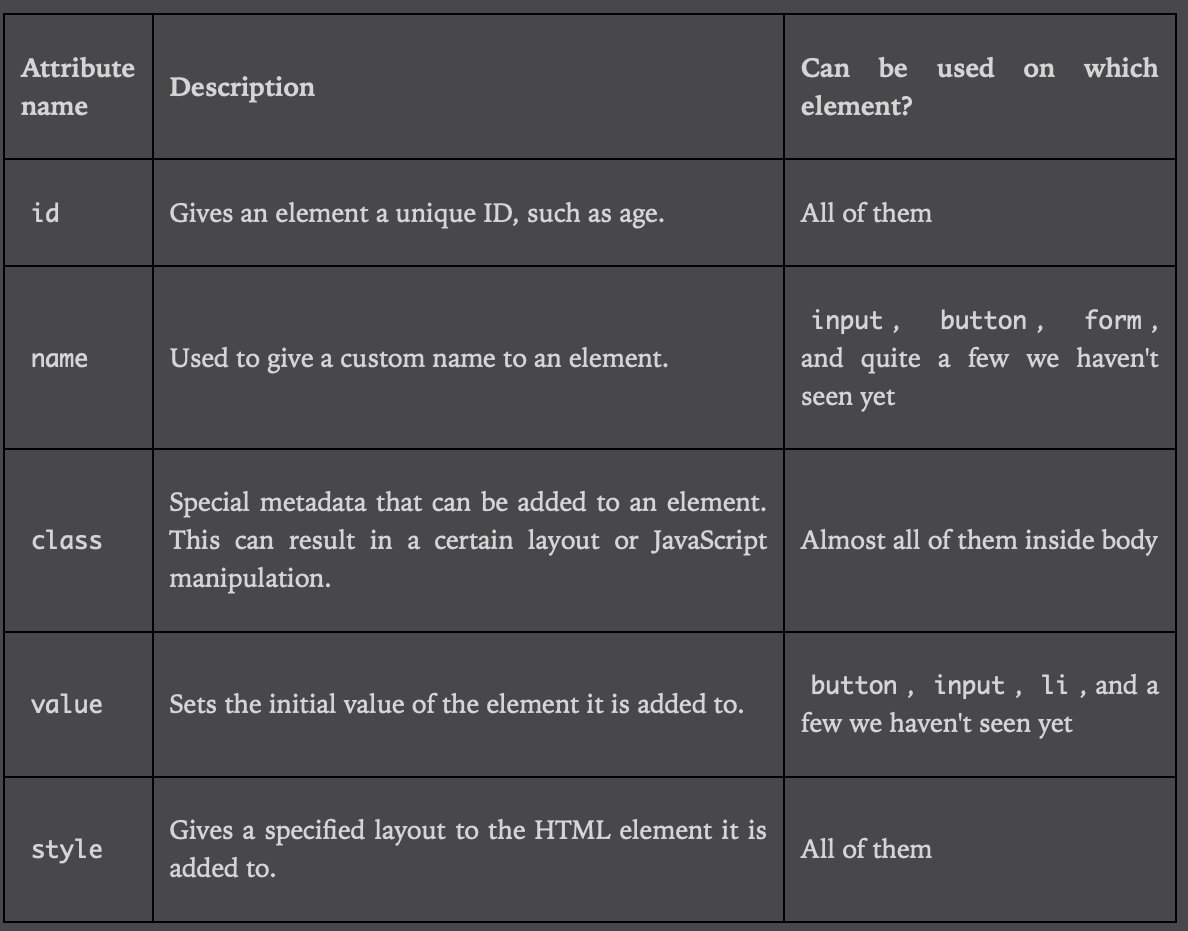 Attribute
name
Description
Can be used on which
element?
id
Gives an element a unique ID, such as age.
All of them
name
Used to give a custom name to an element.
input, button, form,
and quite a few we haven't
seen yet
class
Special metadata that can be added to an element.
This can result in a certain layout or JavaScript
manipulation.
Almost all of them inside body
value
Sets the initial value of the element it is added to.
button, input, li, and a
few we haven't seen yet
style
Gives a specified layout to the HTML element it is
added to.
All of them